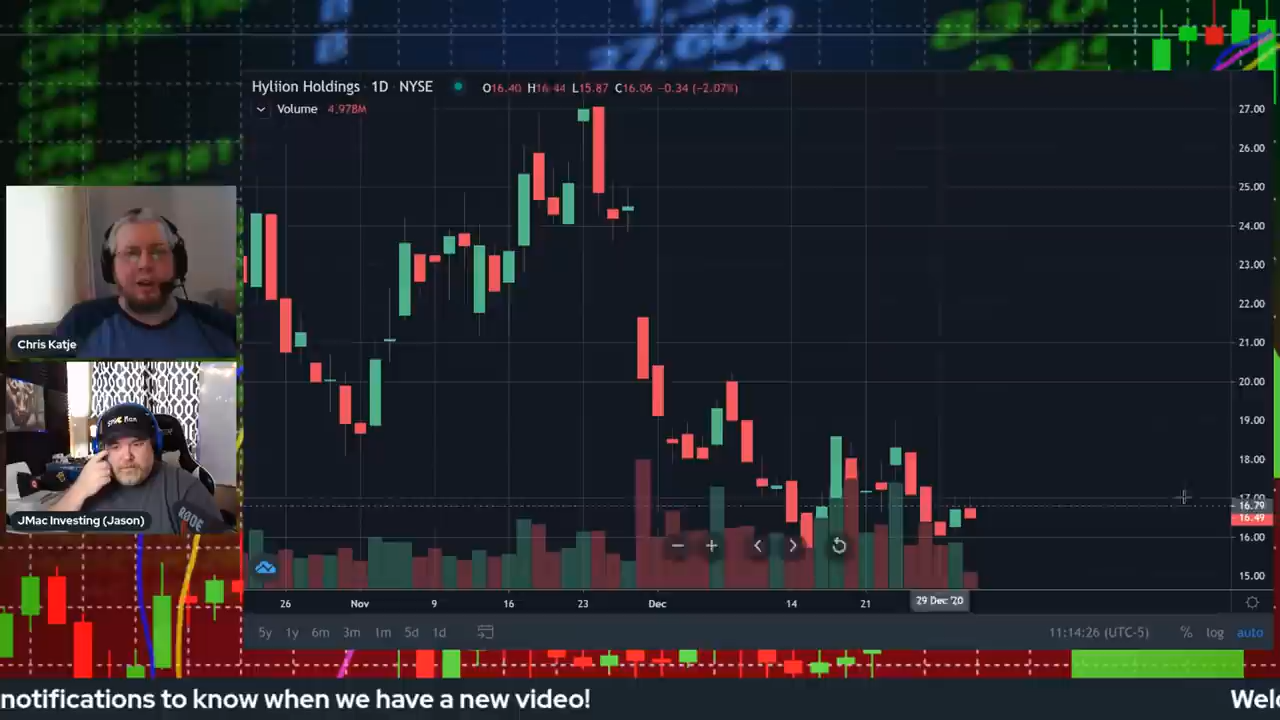 27,600
Hyliion Holdings 1D NYSE O16.40 H16.44 L15.87 C16.06 −0.34 (−2.07%)
Volume 4.978M
27.00
26.00
25.00
24.00
23.00
22.00
21.00
20.00
19.00
18.00
17.00
16.79
16.49
16.00
15.00
Chris Katje
JMac Investing (Jason)
RØDE
26 Nov 9 16 23 Dec 14 21 29 Dec '20
5y 1y 6m 3m 1m 5d 1d 11:14:26 (UTC-5) % log auto
notifications to know when we have a new video! Welc